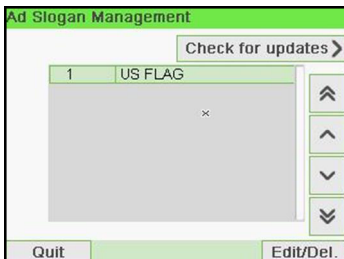 Ad Slogan Management
Check for updates
1 US FLAG
Quit Edit/Del.